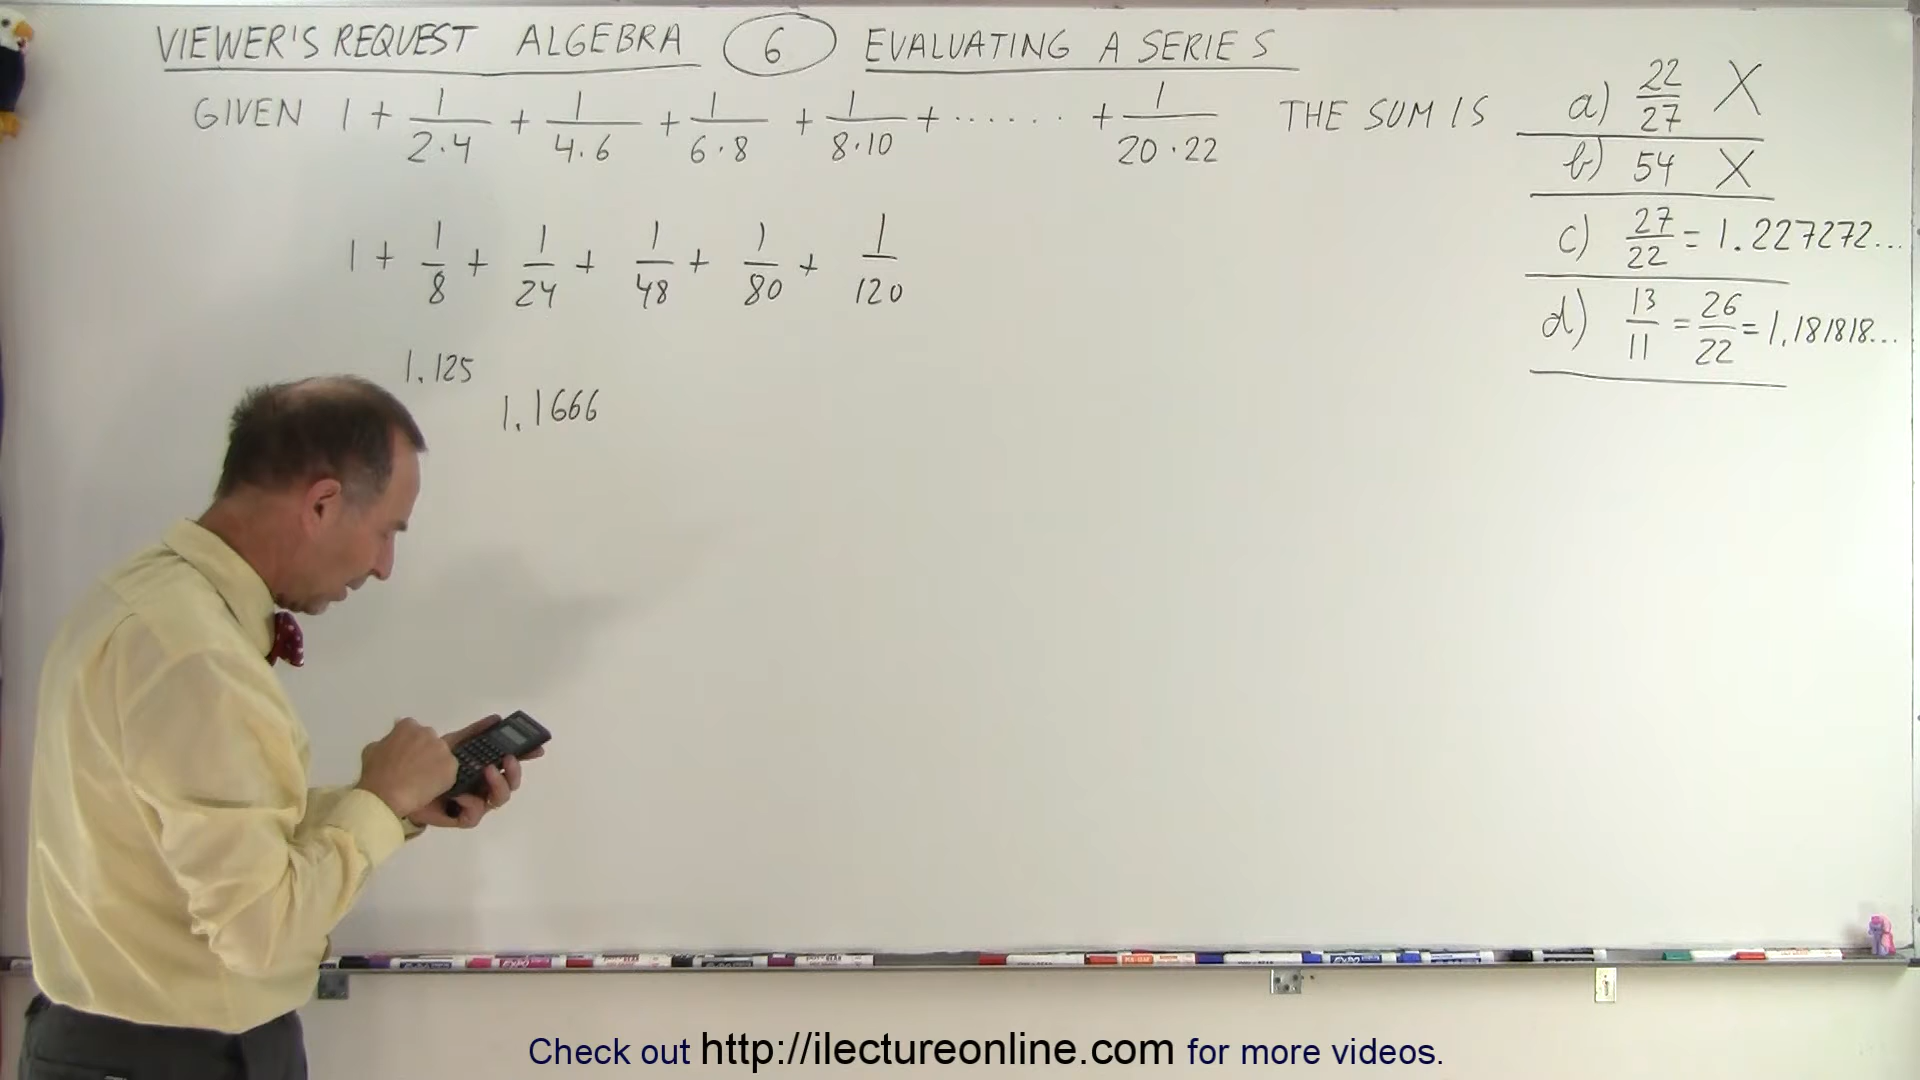 VIEWER'S REQUEST ALGEBRA 6 EVALUATING A SERIES
GIVEN 1 + 1/(2·4) + 1/(4·6) + 1/(6·8) + 1/(8·10) + ...... + 1/(20·22) THE SUM IS
a) 22/27 X
b) 54 X
c) 27/22 = 1.227272...
d) 13/11 = 26/22 = 1.181818...
1 + 1/8 + 1/24 + 1/48 + 1/80 + 1/120
1.125
1.1666
Check out http://ilectureonline.com for more videos.